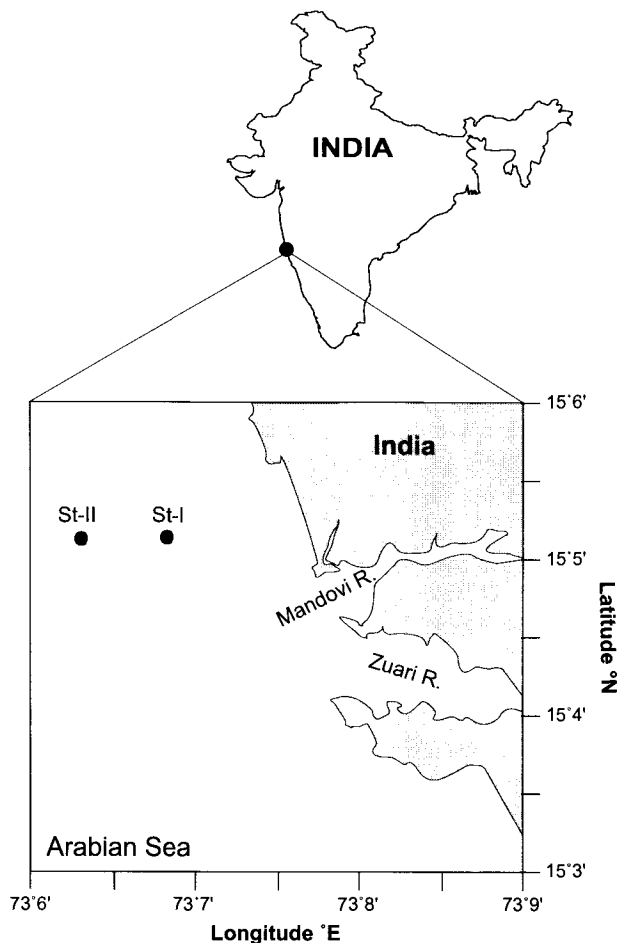 INDIA
India
St-II
St-I
Mandovi R.
Zuari R.
Arabian Sea
15˚6'
15˚5'
15˚4'
15˚3'
Latitude ˚N
73˚6'
73˚7'
73˚8'
73˚9'
Longitude ˚E